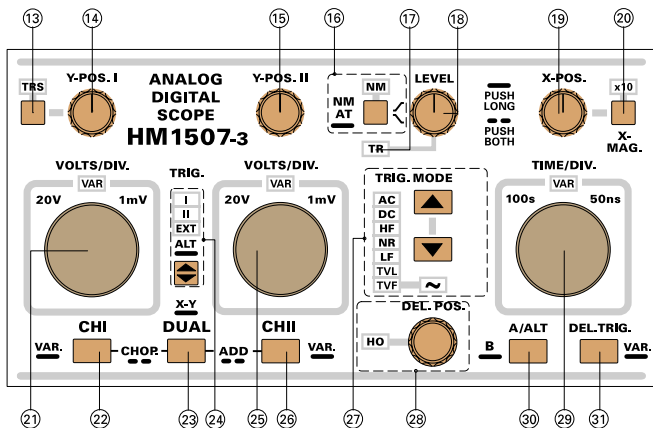 13 14 15 16 17 18 19 20
TRS
Y-POS. I
ANALOG
DIGITAL
SCOPE
HM1507-3
Y-POS. II
NM
AT
NM
LEVEL
TR
PUSH
LONG
PUSH
BOTH
X-POS.
x10
X-
MAG.
VOLTS/DIV.
VAR
20V 1mV
TRIG.
I
II
EXT
ALT
VOLTS/DIV.
VAR
20V 1mV
TRIG. MODE
AC
DC
HF
NR
LF
TVL
TVF
~
TIME/DIV.
VAR
100s 50ns
X-Y
CHI
DUAL
CHII
VAR.
CHOP.
ADD
VAR.
DEL. POS.
HO
A/ALT
B
DEL.TRIG.
VAR.
21 22 23 24 25 26 27 28 30 29 31